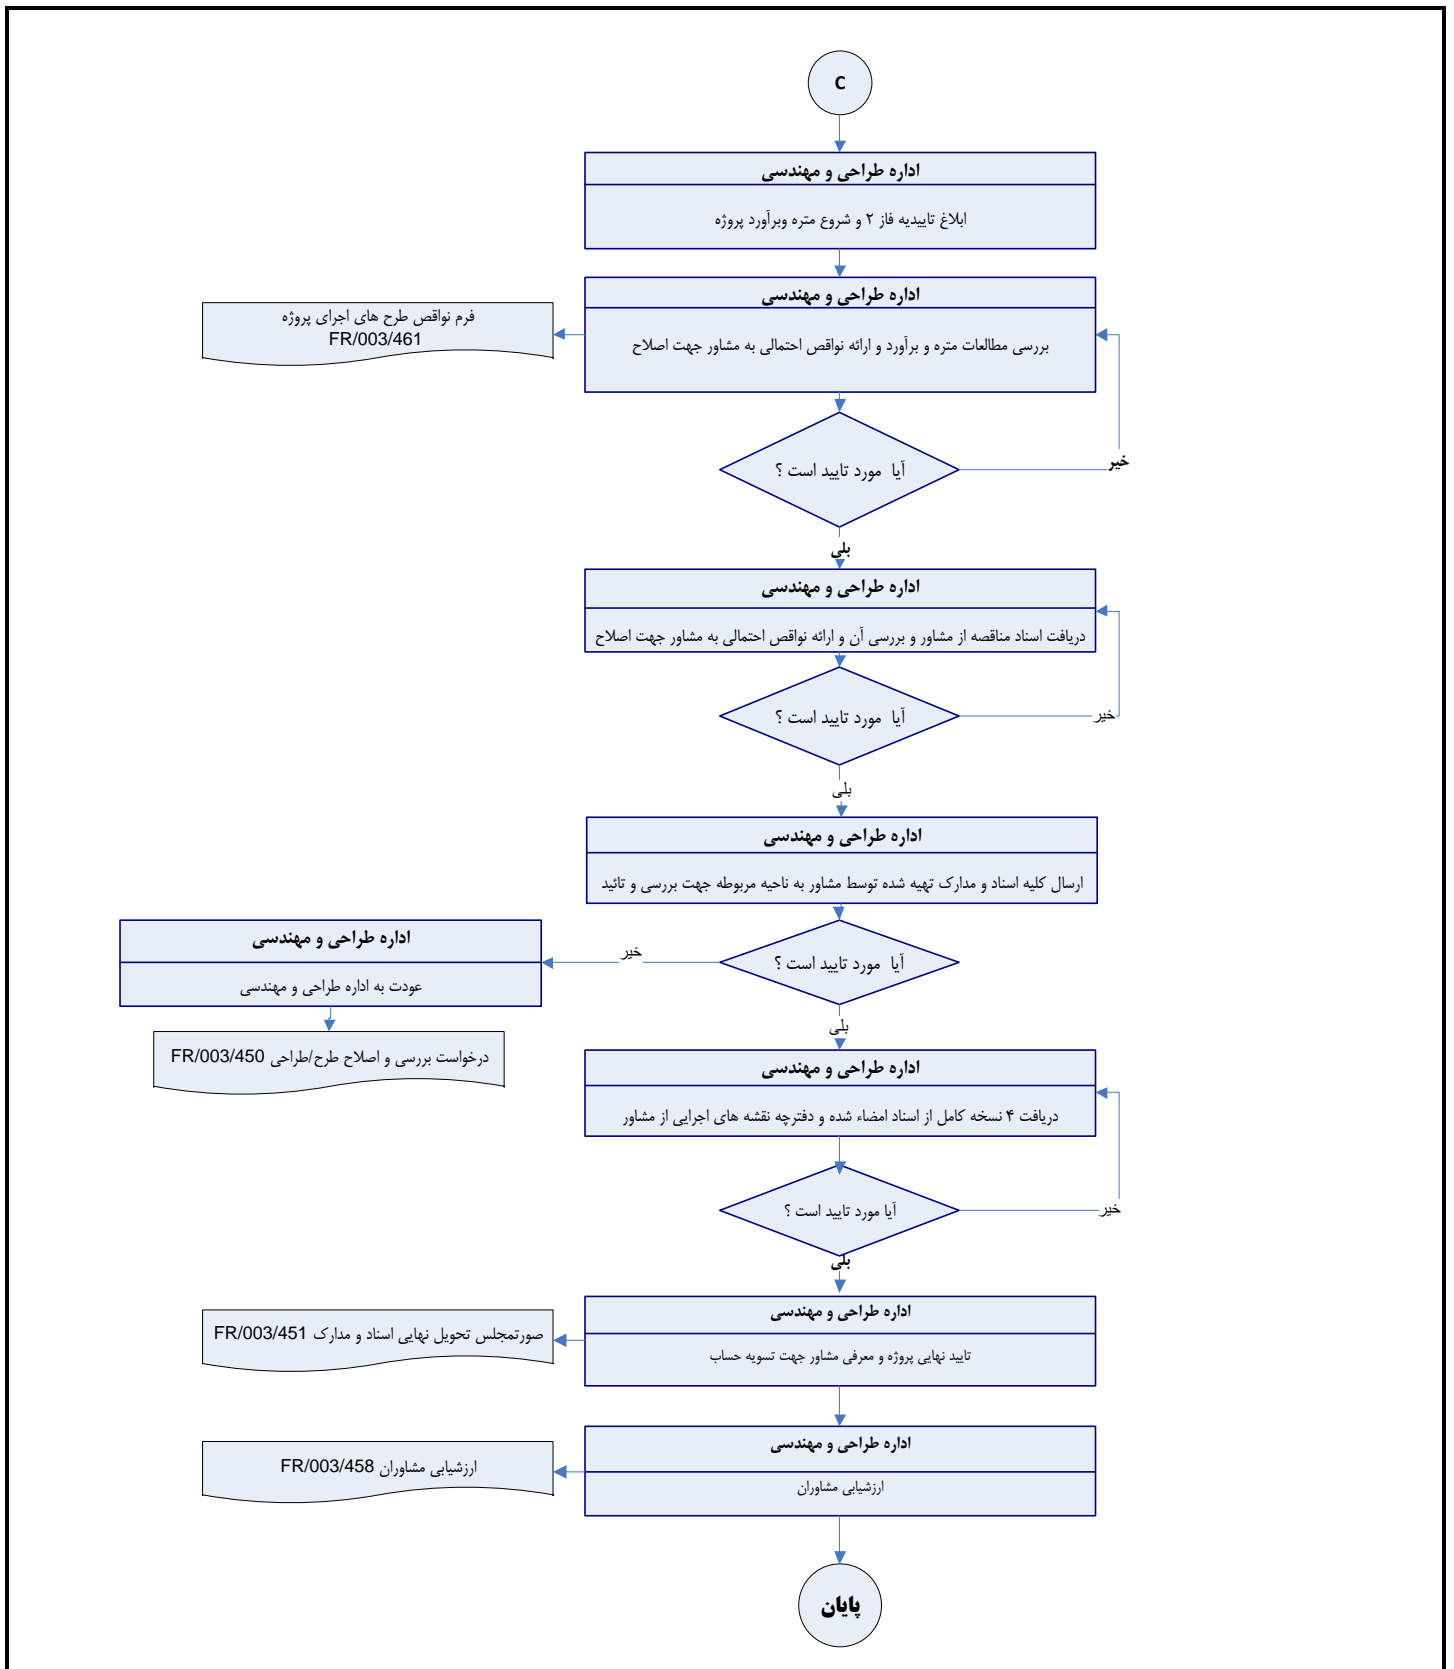 C
اداره طراحی و مهندسی
ابلاغ تاییدیه فاز ۲ و شروع متره وبرآورد پروژه
اداره طراحی و مهندسی
بررسی مطالعات متره و برآورد و ارائه نواقص احتمالی به مشاور جهت اصلاح
فرم نواقص طرح های اجرای پروژه
FR/003/461
آیا مورد تایید است ؟
خیر
بلی
اداره طراحی و مهندسی
دریافت اسناد مناقصه از مشاور و بررسی آن و ارائه نواقص احتمالی به مشاور جهت اصلاح
آیا مورد تایید است ؟
خیر
بلی
اداره طراحی و مهندسی
ارسال کلیه اسناد و مدارک تهیه شده توسط مشاور به ناحیه مربوطه جهت بررسی و تائید
آیا مورد تایید است ؟
خیر
اداره طراحی و مهندسی
عودت به اداره طراحی و مهندسی
درخواست بررسی و اصلاح طرح/طراحی FR/003/450
بلی
اداره طراحی و مهندسی
دریافت ۴ نسخه کامل از اسناد امضاء شده و دفترچه نقشه های اجرایی از مشاور
آیا مورد تایید است ؟
خیر
بلی
اداره طراحی و مهندسی
تایید نهایی پروژه و معرفی مشاور جهت تسویه حساب
صورتمجلس تحویل نهایی اسناد و مدارک FR/003/451
اداره طراحی و مهندسی
ارزشیابی مشاوران
ارزشیابی مشاوران FR/003/458
پایان